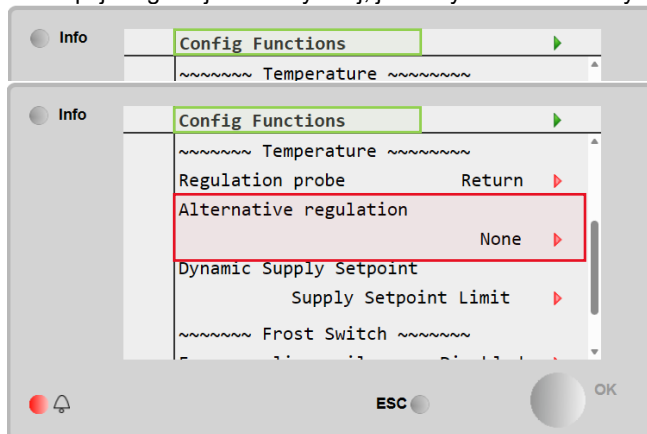 Info
Config Functions
~~~~~~~ Temperature ~~~~~~~
Info
Config Functions
~~~~~~~ Temperature ~~~~~~~
Regulation probe Return
Alternative regulation
None
Dynamic Supply Setpoint
Supply Setpoint Limit
~~~~~~~ Frost Switch ~~~~~~~
ESC
OK